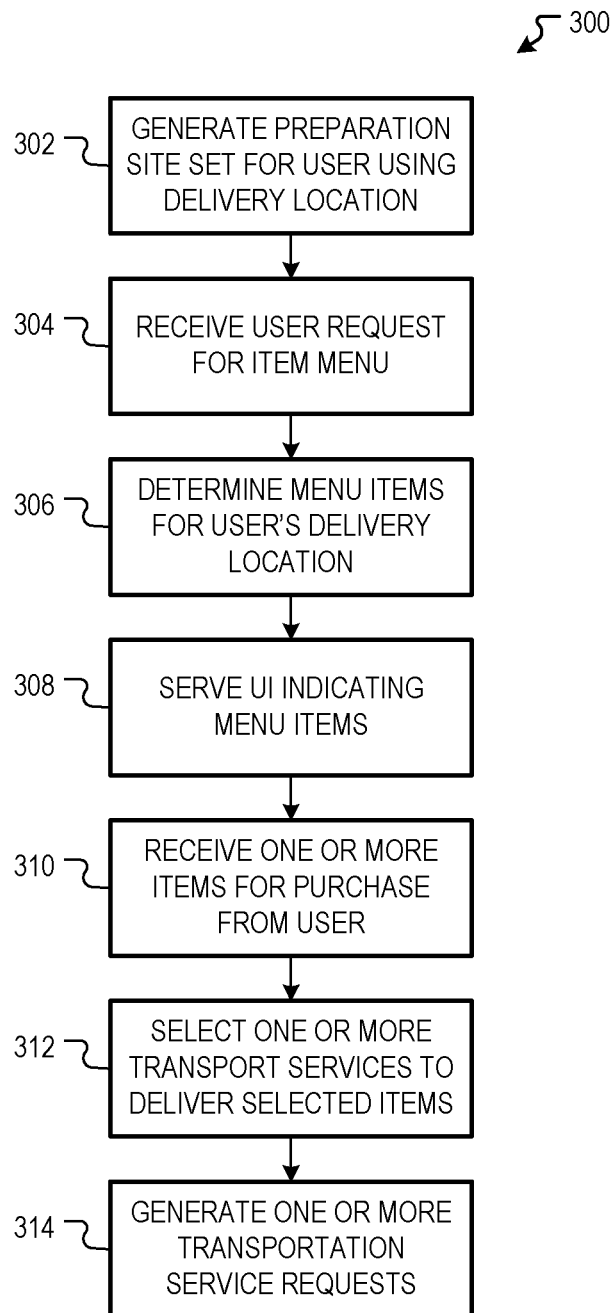 300
302
GENERATE PREPARATION
SITE SET FOR USER USING
DELIVERY LOCATION
304
RECEIVE USER REQUEST
FOR ITEM MENU
306
DETERMINE MENU ITEMS
FOR USER'S DELIVERY
LOCATION
308
SERVE UI INDICATING
MENU ITEMS
310
RECEIVE ONE OR MORE
ITEMS FOR PURCHASE
FROM USER
312
SELECT ONE OR MORE
TRANSPORT SERVICES TO
DELIVER SELECTED ITEMS
314
GENERATE ONE OR MORE
TRANSPORTATION
SERVICE REQUESTS